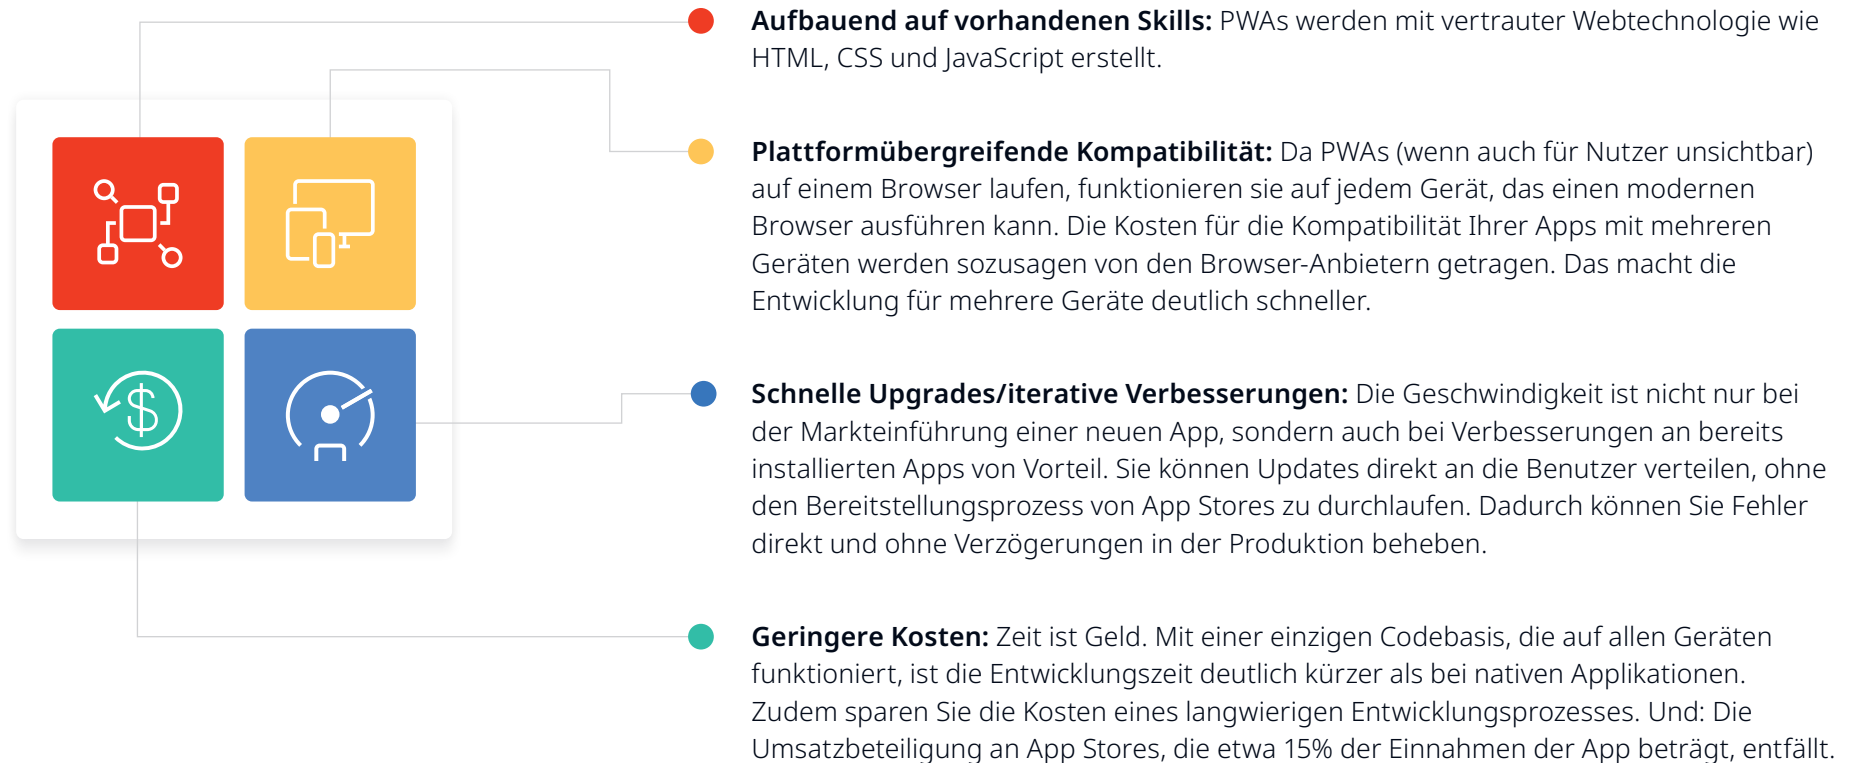 Aufbauend auf vorhandenen Skills: PWAs werden mit vertrauter Webtechnologie wie
HTML, CSS und JavaScript erstellt.
Plattformübergreifende Kompatibilität: Da PWAs (wenn auch für Nutzer unsichtbar)
auf einem Browser laufen, funktionieren sie auf jedem Gerät, das einen modernen
Browser ausführen kann. Die Kosten für die Kompatibilität Ihrer Apps mit mehreren
Geräten werden sozusagen von den Browser-Anbietern getragen. Das macht die
Entwicklung für mehrere Geräte deutlich schneller.
Schnelle Upgrades/iterative Verbesserungen: Die Geschwindigkeit ist nicht nur bei
der Markteinführung einer neuen App, sondern auch bei Verbesserungen an bereits
installierten Apps von Vorteil. Sie können Updates direkt an die Benutzer verteilen, ohne
den Bereitstellungsprozess von App Stores zu durchlaufen. Dadurch können Sie Fehler
direkt und ohne Verzögerungen in der Produktion beheben.
$
Geringere Kosten: Zeit ist Geld. Mit einer einzigen Codebasis, die auf allen Geräten
funktioniert, ist die Entwicklungszeit deutlich kürzer als bei nativen Applikationen.
Zudem sparen Sie die Kosten eines langwierigen Entwicklungsprozesses. Und: Die
Umsatzbeteiligung an App Stores, die etwa 15% der Einnahmen der App beträgt, entfällt.